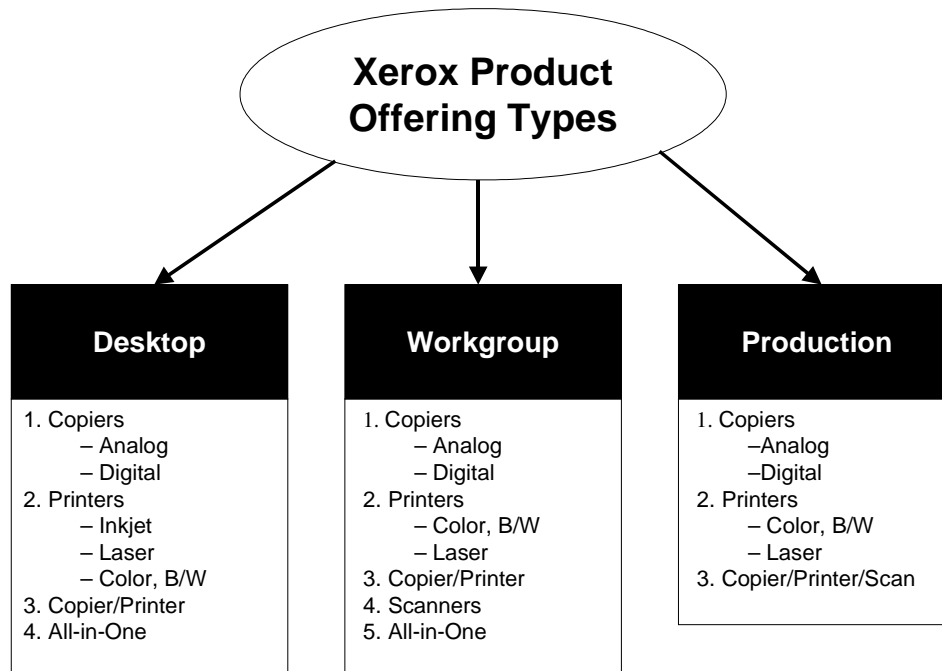 Xerox Product
Offering Types
Desktop
1. Copiers
– Analog
– Digital
2. Printers
– Inkjet
– Laser
– Color, B/W
3. Copier/Printer
4. All-in-One
Workgroup
1. Copiers
– Analog
– Digital
2. Printers
– Color, B/W
– Laser
3. Copier/Printer
4. Scanners
5. All-in-One
Production
1. Copiers
–Analog
–Digital
2. Printers
– Color, B/W
– Laser
3. Copier/Printer/Scan